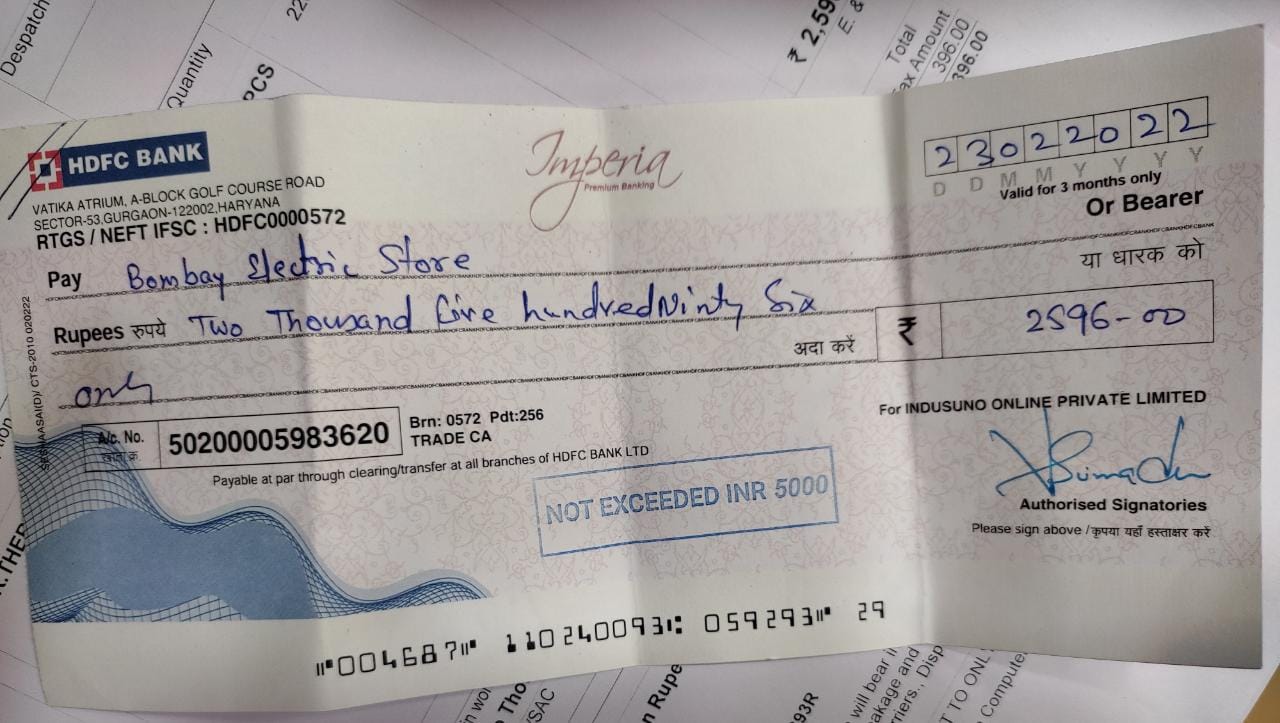 Despatch
Quantity
PCS
22
₹ 2,59
E. &
Total
ax Amount
396.00
396.00
HDFC BANK
VATIKA ATRIUM, A-BLOCK GOLF COURSE ROAD
SECTOR-53,GURGAON-122002,HARYANA
RTGS / NEFT IFSC : HDFC0000572
Imperia
Premium Banking
2 3 0 2 2 0 2 2
D D M M Y Y Y Y
Valid for 3 months only
Or Bearer
Pay Bombay Electric Store
या धारक को
Rupees रुपये Two Thousand five hundred Ninty Six
only
अदा करें
₹ 2596-00
A/c. No. 50200005983620
खाता क्र.
Brn: 0572 Pdt:256
TRADE CA
Payable at par through clearing/transfer at all branches of HDFC BANK LTD
NOT EXCEEDED INR 5000
For INDUSUNO ONLINE PRIVATE LIMITED
Authorised Signatories
Please sign above / कृपया यहाँ हस्ताक्षर करें
CTS-2010 020222
⑈004687⑈ 110240093⑆ 059293⑈ 29
Tho
SAC
n Rupe
93R
will bear
eakage and
rriers., Disp
T TO ONL
Compute